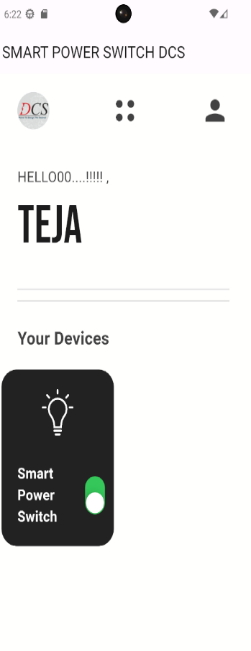 6:22
SMART POWER SWITCH DCS
DCS
HELLOOO....!!!!! ,
TEJA
Your Devices
Smart
Power
Switch